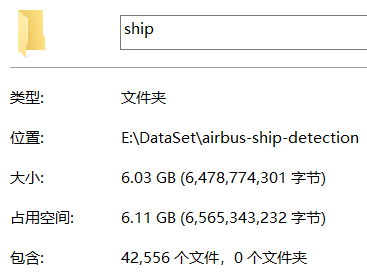 ship
类型: 文件夹
位置: E:\DataSet\airbus-ship-detection
大小: 6.03 GB (6,478,774,301 字节)
占用空间: 6.11 GB (6,565,343,232 字节)
包含: 42,556 个文件，0 个文件夹